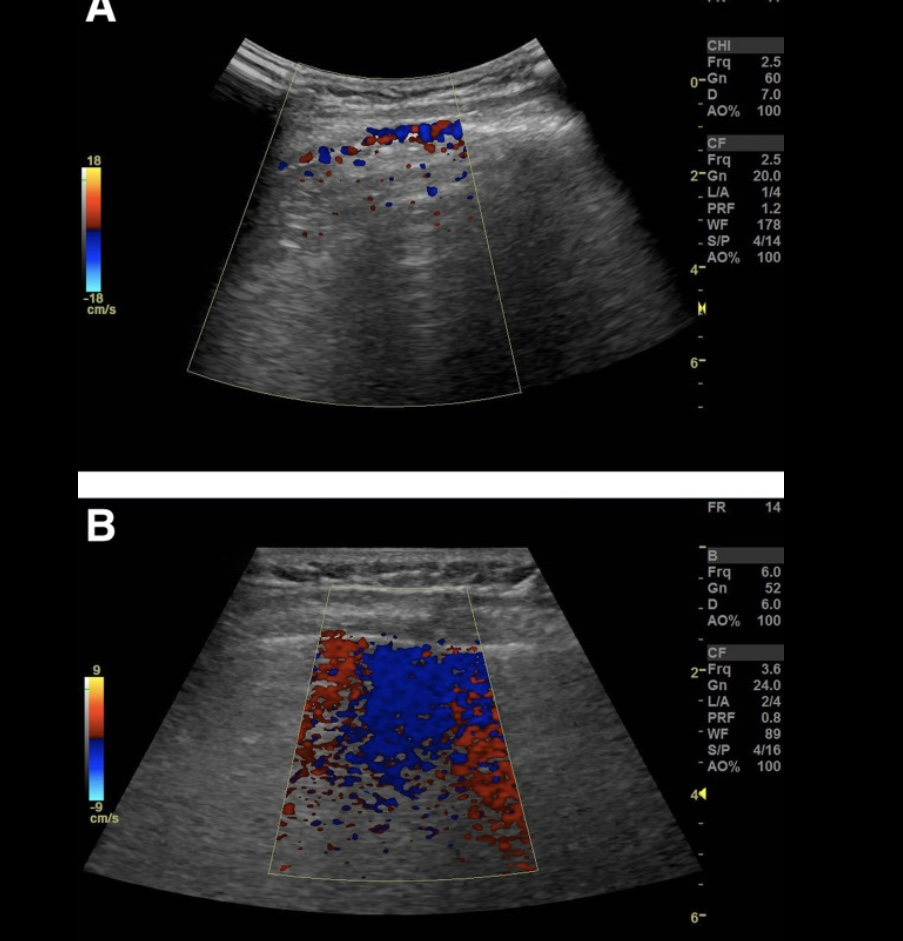 A
CHI
Frq 2.5
Gn 60
D 7.0
AO% 100
0
CF
Frq 2.5
Gn 20.0
L/A 1/4
PRF 1.2
WF 178
S/P 4/14
AO% 100
18
-18
cm/s
2
4
6
B
FR 14
B
Frq 6.0
Gn 52
D 6.0
AO% 100
CF
Frq 3.6
Gn 24.0
L/A 2/4
PRF 0.8
WF 89
S/P 4/16
AO% 100
9
-9
cm/s
2
4
6